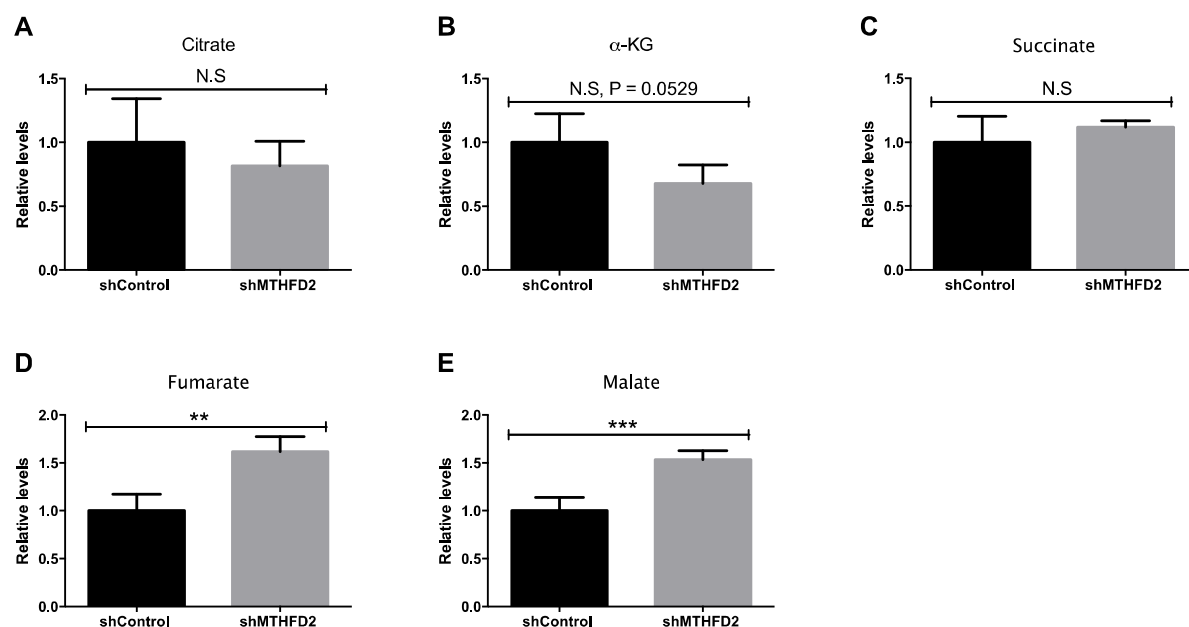 A
Citrate
N.S
Relative levels
1.5
1.0
0.5
0.0
shControl
shMTHFD2
B
α-KG
N.S, P = 0.0529
Relative levels
1.5
1.0
0.5
0.0
shControl
shMTHFD2
C
Succinate
N.S
Relative levels
1.5
1.0
0.5
0.0
shControl
shMTHFD2
D
Fumarate
**
Relative levels
2.0
1.5
1.0
0.5
0.0
shControl
shMTHFD2
E
Malate
***
Relative levels
2.0
1.5
1.0
0.5
0.0
shControl
shMTHFD2